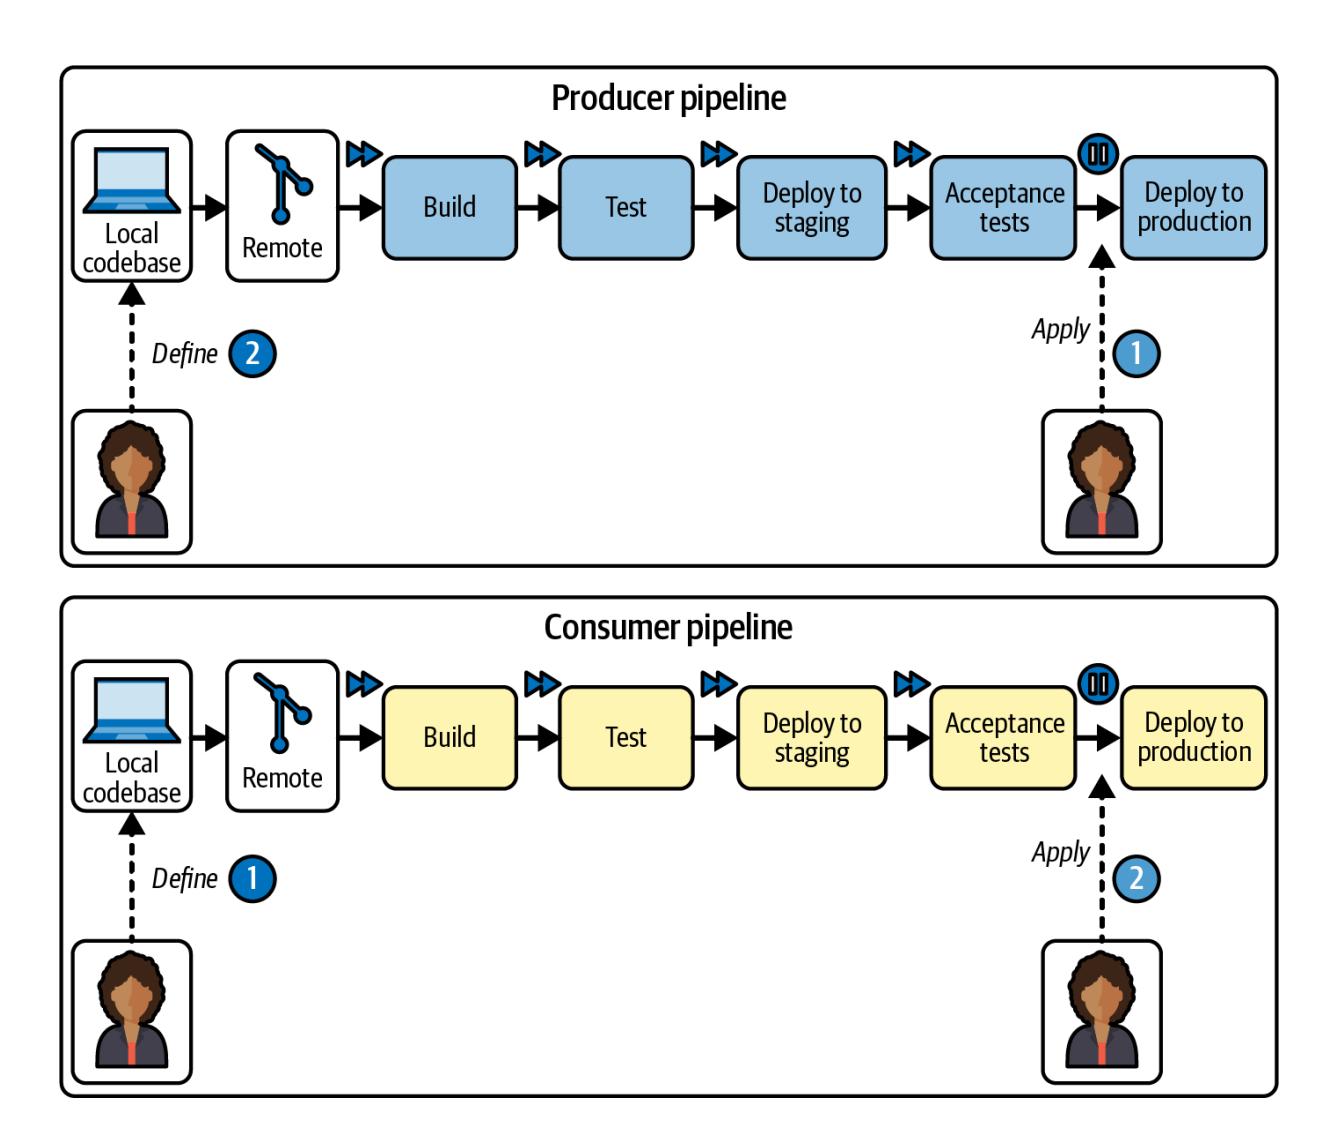 Producer pipeline
Local
codebase
Remote
Build
Test
Deploy to
staging
Acceptance
tests
Deploy to
production
Define 2
Apply
1
Consumer pipeline
Local
codebase
Remote
Build
Test
Deploy to
staging
Acceptance
tests
Deploy to
production
Define 1
Apply
2